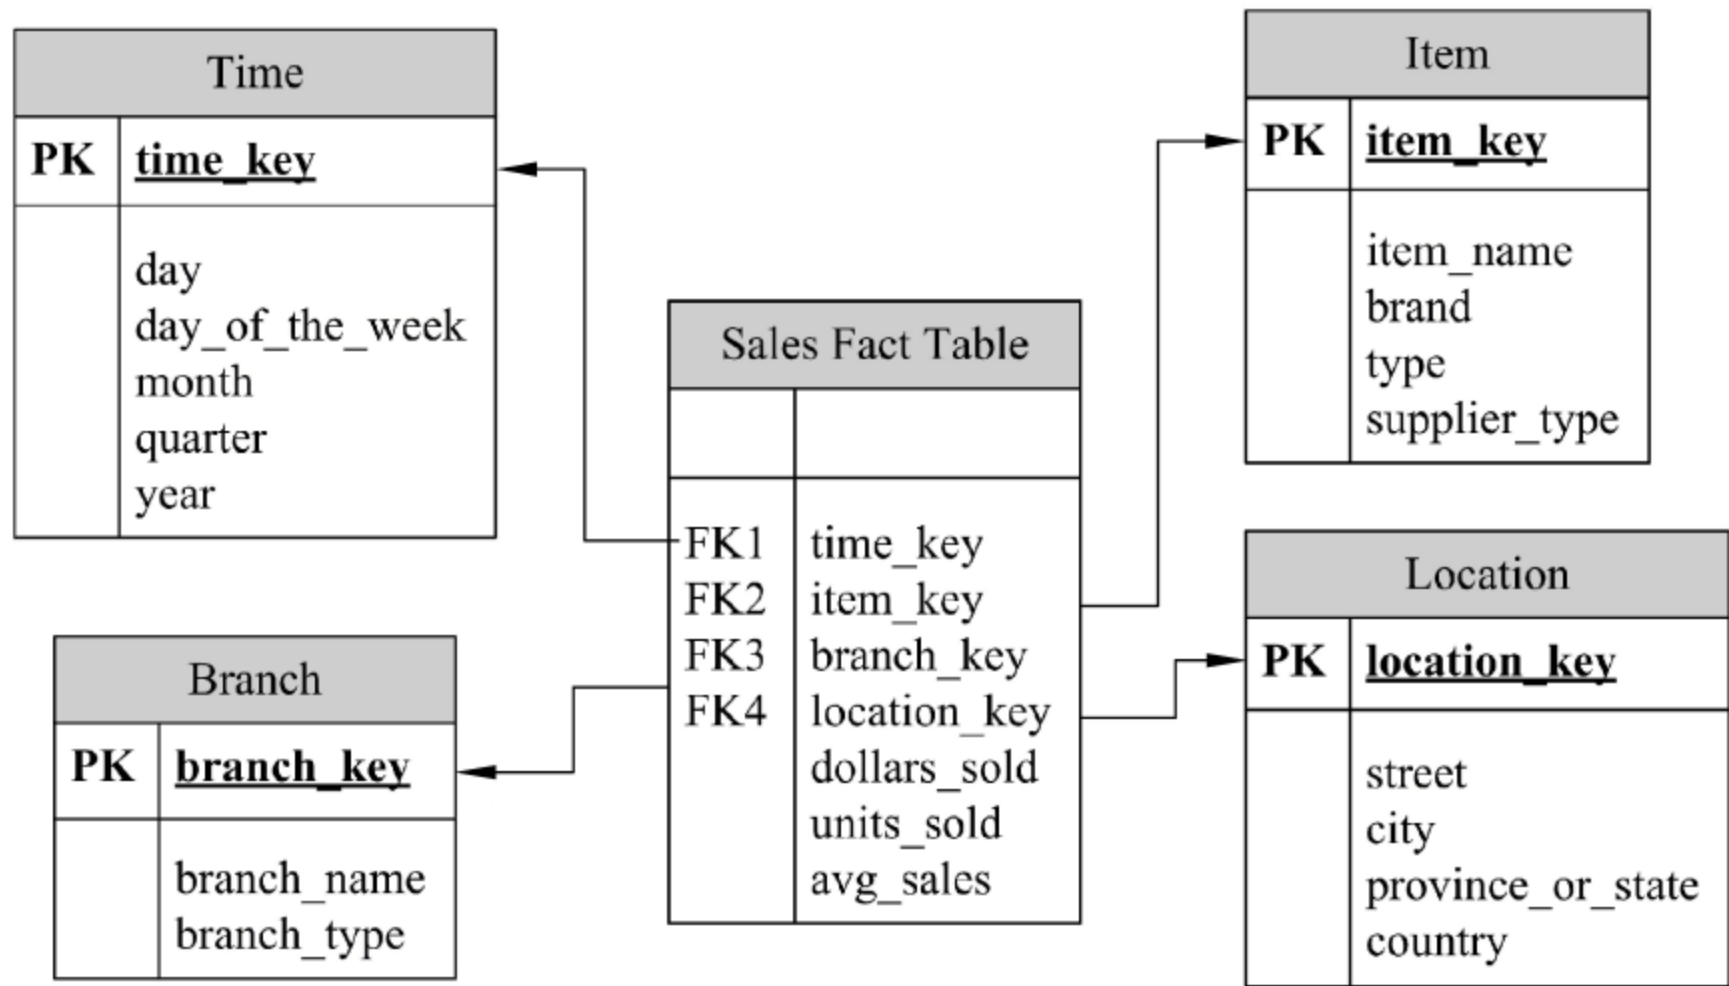 Time
PK time_key
day
day_of_the_week
month
quarter
year
Branch
PK branch_key
branch_name
branch_type
Sales Fact Table
FK1 time_key
FK2 item_key
FK3 branch_key
FK4 location_key
dollars_sold
units_sold
avg_sales
Item
PK item_key
item_name
brand
type
supplier_type
Location
PK location_key
street
city
province_or_state
country